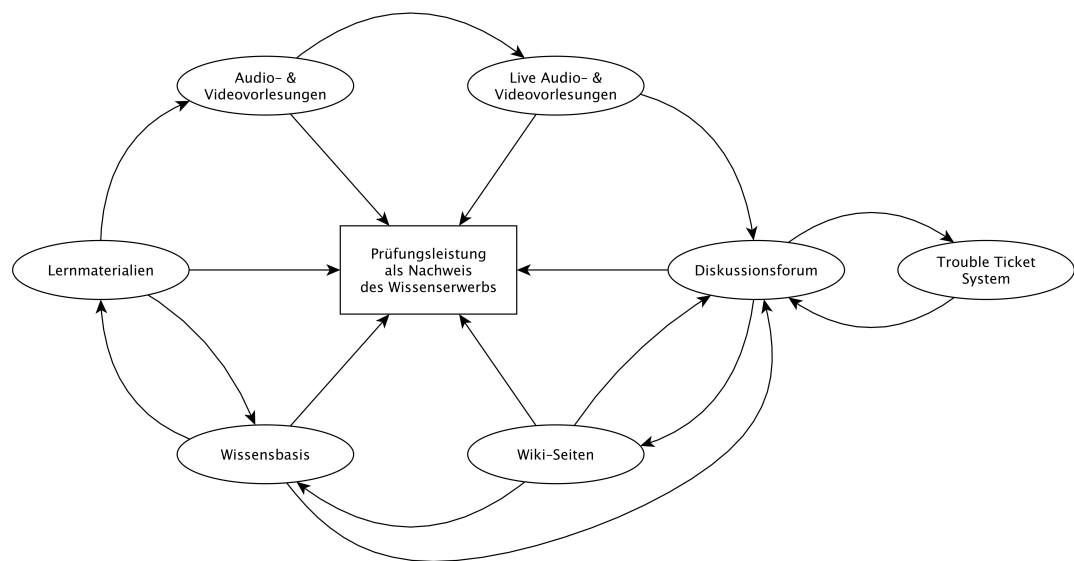 Audio- &
Videovorlesungen
Live Audio- &
Videovorlesungen
Prüfungsleistung
als Nachweis
des Wissenserwerbs
Lernmaterialien
Diskussionsforum
Trouble Ticket
System
Wissensbasis
Wiki-Seiten